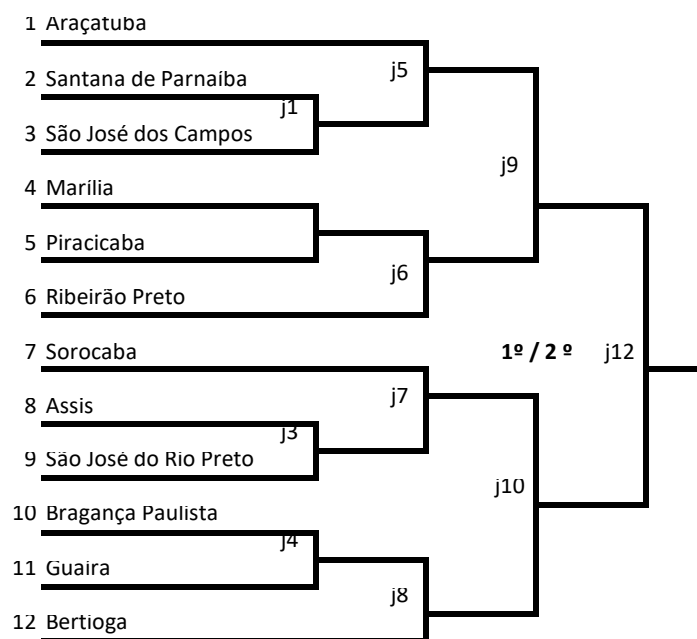 1 Araçatuba
j5
2 Santana de Parnaíba
j1
3 São José dos Campos
j9
4 Marília
5 Piracicaba
j6
6 Ribeirão Preto
7 Sorocaba
1º / 2 º j12
j7
8 Assis
j3
9 São José do Rio Preto
j10
10 Bragança Paulista
j4
11 Guaira
j8
12 Bertioga